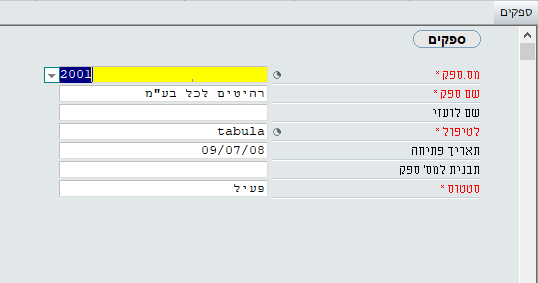 ספקים
ספקים
מס.ספק * 2001
שם ספק * רהיטים לכל בע"מ
שם לועזי
לטיפול * tabula
תאריך פתיחה 09/07/08
תבנית למס' ספק
סטטוס * פעיל